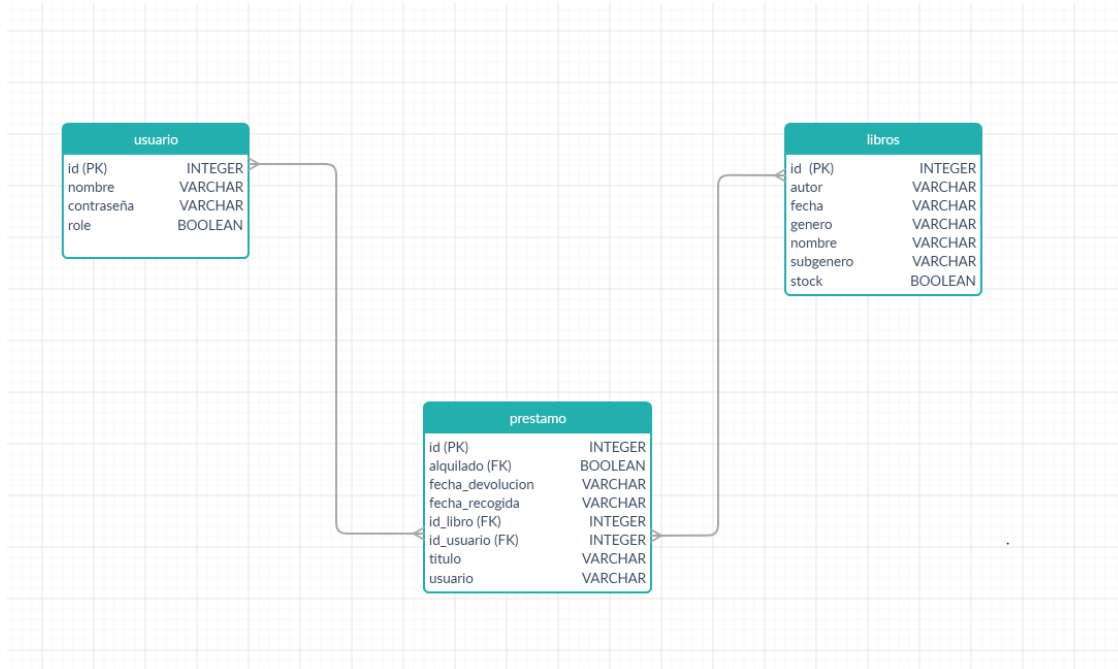 usuario
id (PK) INTEGER
nombre VARCHAR
contraseña VARCHAR
role BOOLEAN
libros
id (PK) INTEGER
autor VARCHAR
fecha VARCHAR
genero VARCHAR
nombre VARCHAR
subgenero VARCHAR
stock BOOLEAN
prestamo
id (PK) INTEGER
alquilado (FK) BOOLEAN
fecha_devolucion VARCHAR
fecha_recogida VARCHAR
id_libro (FK) INTEGER
id_usuario (FK) INTEGER
titulo VARCHAR
usuario VARCHAR